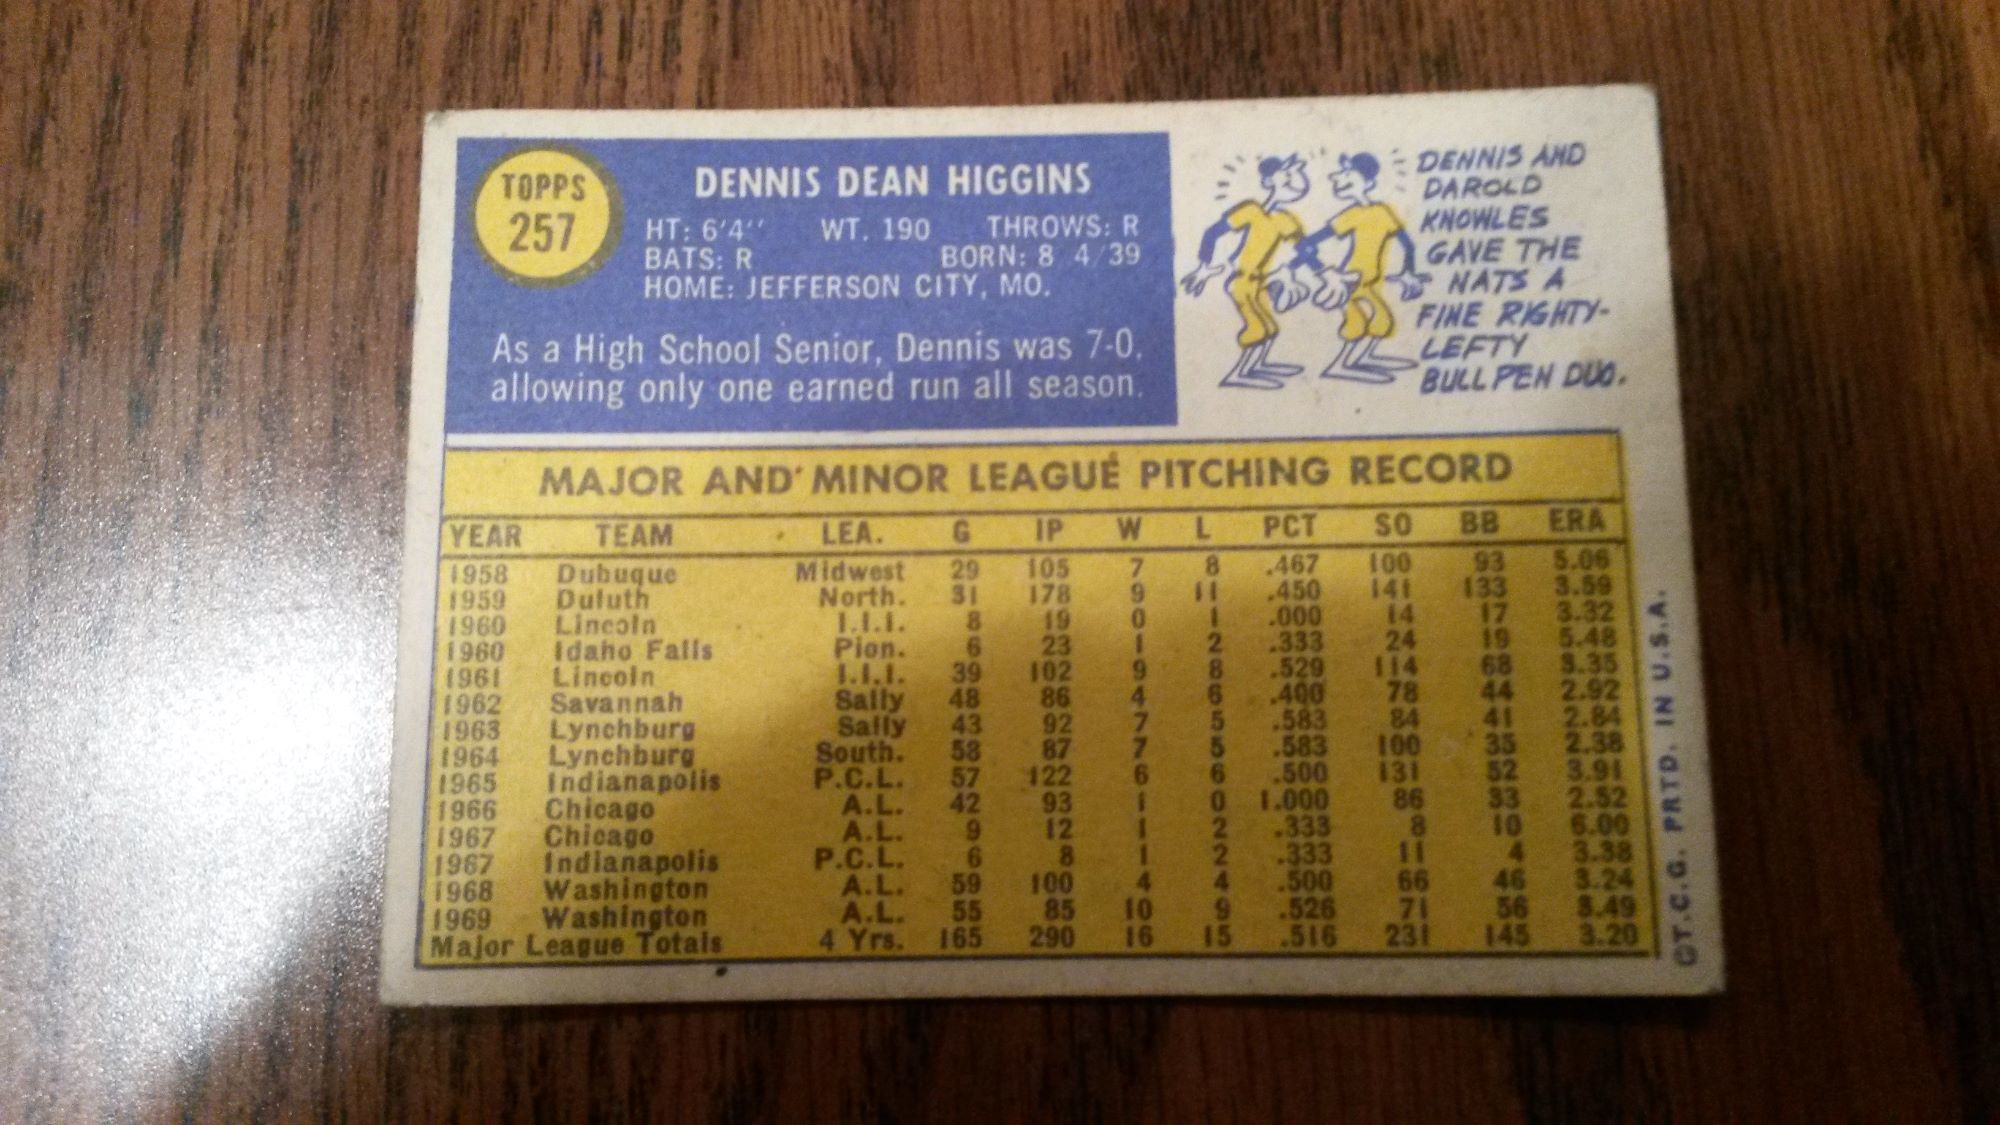 TOPPS
257
DENNIS DEAN HIGGINS
HT: 6'4'' WT. 190 THROWS: R
BATS: R BORN: 8 4/39
HOME: JEFFERSON CITY, MO.
As a High School Senior, Dennis was 7-0,
allowing only one earned run all season.
DENNIS AND
DAROLD
KNOWLES
GAVE THE
NATS A
FINE RIGHTY-
LEFTY
BULLPEN DUO.
MAJOR AND MINOR LEAGUE PITCHING RECORD
YEAR TEAM LEA. G IP W L PCT SO BB ERA
1958 Dubuque Midwest 29 105 7 8 .467 100 93 5.06
1959 Duluth North. 31 178 9 11 .450 141 133 3.59
1960 Lincoln I.I.I. 8 19 0 1 .000 14 17 3.32
1960 Idaho Falls Pion. 6 23 1 2 .333 24 19 5.48
1961 Lincoln I.I.I. 39 102 9 8 .529 114 68 3.35
1962 Savannah Sally 48 86 4 6 .400 78 44 2.92
1963 Lynchburg Sally 43 92 7 5 .583 84 41 2.84
1964 Lynchburg South. 58 87 7 5 .583 100 35 2.38
1965 Indianapolis P.C.L. 57 122 6 6 .500 131 52 3.91
1966 Chicago A.L. 42 93 1 0 1.000 86 33 2.52
1967 Chicago A.L. 9 12 1 2 .333 8 10 6.00
1967 Indianapolis P.C.L. 6 8 1 2 .333 11 4 3.38
1968 Washington A.L. 59 100 4 4 .500 66 46 3.24
1969 Washington A.L. 55 85 10 9 .526 71 56 3.49
Major League Totals 4 Yrs. 165 290 16 15 .516 231 145 3.20
©T.C.G. PRTD. IN U.S.A.